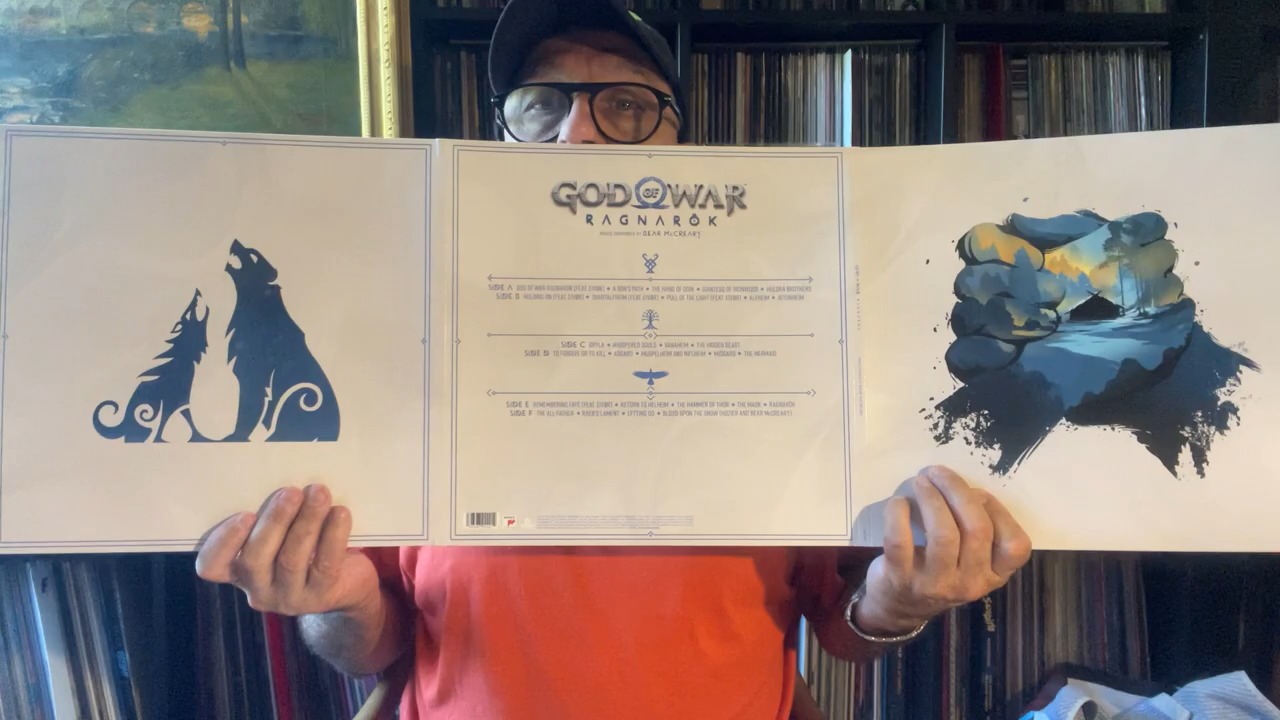 GOD OF WAR
RAGNARÖK
MUSIC COMPOSED BY BEAR McCREARY
SIDE A GOD OF WAR RAGNARÖK (FEAT. EIVØR) • A SON'S PATH • THE HAND OF ODIN • GIANTESS OF IRONWOOD • HULDRA BROTHERS
SIDE B HOLDING ON (FEAT. EIVØR) • SVARTALFHEIM (FEAT. EIVØR) • PULL OF THE LIGHT (FEAT. EIVØR) • ALFHEIM • JOTUNHEIM
SIDE C GRYLA • WHISPERED SOULS • VANAHEIM • THE HIDDEN BEAST
SIDE D TO FORGIVE OR TO KILL • ASGARD • MUSPELHEIM AND NIFLHEIM • MIDGARD • THE MERMAID
SIDE E REMEMBERING FAYE (FEAT. EIVØR) • RETURN TO HELHEIM • THE HAMMER OF THOR • THE MASK • RAGNARÖK
SIDE F THE ALL-FATHER • RAEB'S LAMENT • LETTING GO • BLOOD UPON THE SNOW (HOZIER AND BEAR McCREARY)